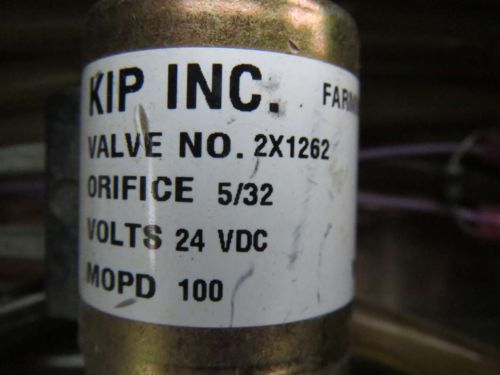 KIP INC.
VALVE NO. 2X1262
ORIFICE 5/32
VOLTS 24 VDC
MOPD 100